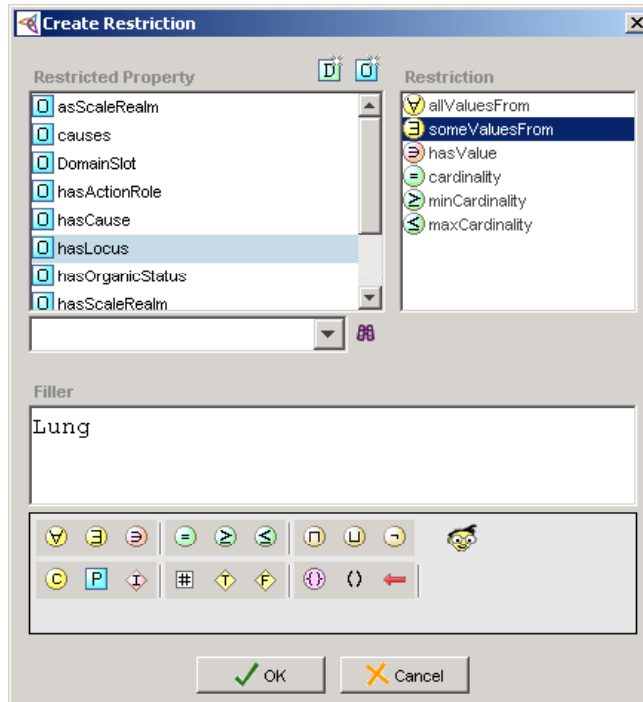 Create Restriction
Restricted Property
D
O
Restriction
O asScaleRealm
O causes
O DomainSlot
O hasActionRole
O hasCause
O hasLocus
O hasOrganicStatus
O hasScaleRealm
∀ allValuesFrom
∃ someValuesFrom
∋ hasValue
= cardinality
≥ minCardinality
≤ maxCardinality
Filler
Lung
∀ ∃ ∋ = ≥ ≤ ⊓ ⊔ ¬
C P I # T F {} () 
OK
Cancel